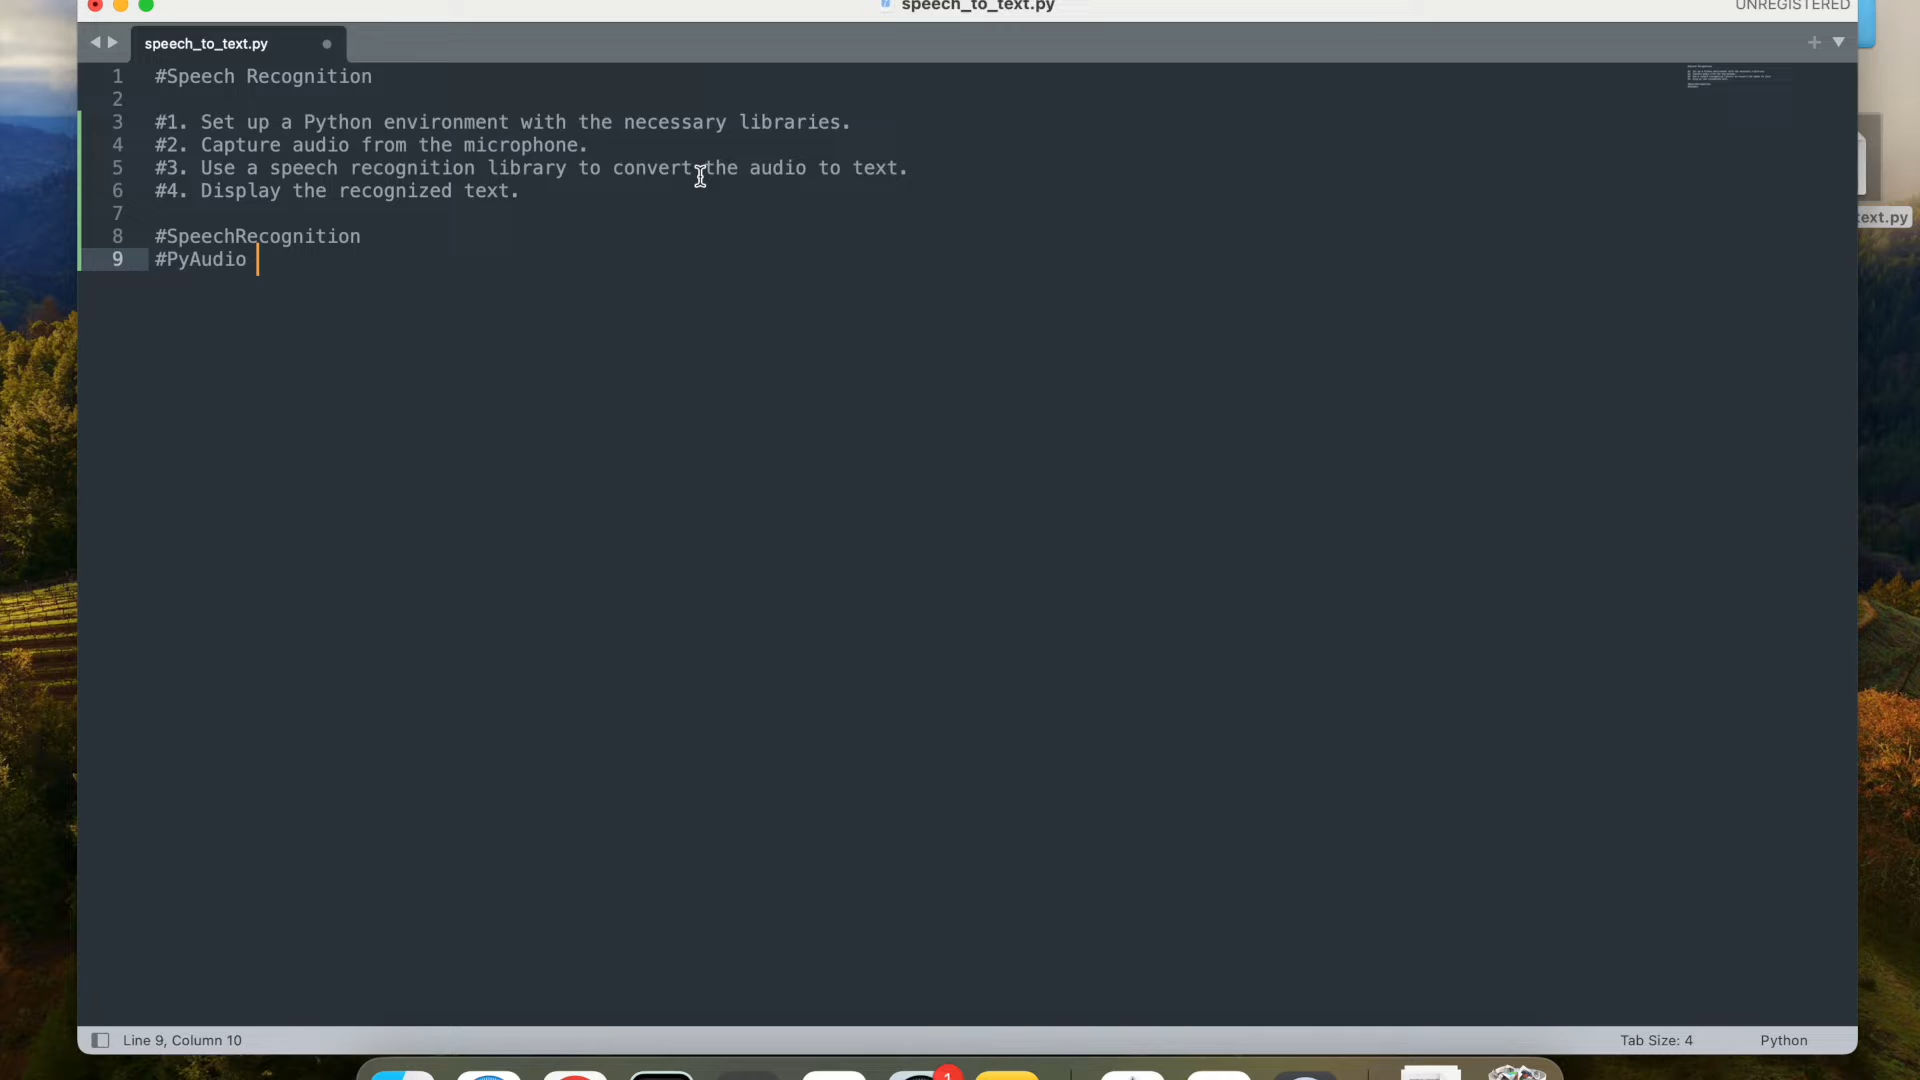 speech_to_text.py
UNREGISTERED
speech_to_text.py
1 #Speech Recognition
2
3 #1. Set up a Python environment with the necessary libraries.
4 #2. Capture audio from the microphone.
5 #3. Use a speech recognition library to convert the audio to text.
6 #4. Display the recognized text.
7
8 #SpeechRecognition
9 #PyAudio
text.py
Line 9, Column 10
Tab Size: 4
Python
1